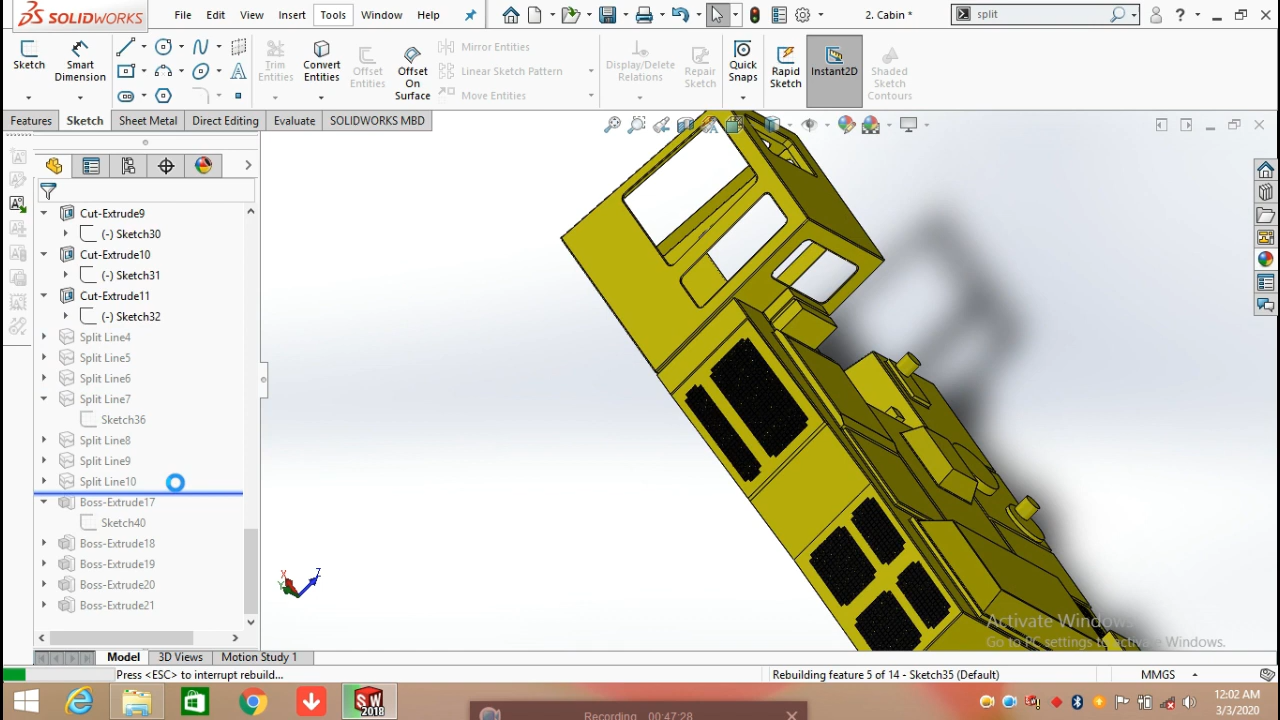 SOLIDWORKS
File
Edit
View
Insert
Tools
Window
Help
2. Cabin *
split
Sketch
Smart
Dimension
Trim
Entities
Convert
Entities
Offset
Entities
Offset
On
Surface
Mirror Entities
Linear Sketch Pattern
Move Entities
Display/Delete
Relations
Repair
Sketch
Quick
Snaps
Rapid
Sketch
Instant2D
Shaded
Sketch
Contours
Features
Sketch
Sheet Metal
Direct Editing
Evaluate
SOLIDWORKS MBD
Cut-Extrude9
(-) Sketch30
Cut-Extrude10
(-) Sketch31
Cut-Extrude11
(-) Sketch32
Split Line4
Split Line5
Split Line6
Split Line7
Sketch36
Split Line8
Split Line9
Split Line10
Boss-Extrude17
Sketch40
Boss-Extrude18
Boss-Extrude19
Boss-Extrude20
Boss-Extrude21
X
Y
Z
Activate Windows
Go to PC settings to activate Windows.
Model
3D Views
Motion Study 1
Press <ESC> to interrupt rebuild...
Rebuilding feature 5 of 14 - Sketch35 (Default)
MMGS
SW
2018
Recording 00:47:28
12:02 AM
3/3/2020